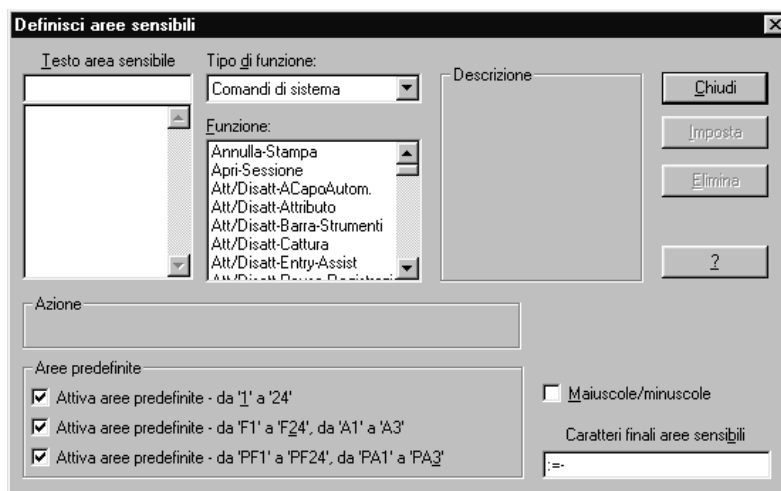 Definisci aree sensibili
Testo area sensibile
Tipo di funzione:
Comandi di sistema
Funzione:
Annulla-Stampa
Apri-Sessione
Att/Disatt-ACapoAutom.
Att/Disatt-Attributo
Att/Disatt-Barra-Strumenti
Att/Disatt-Cattura
Att/Disatt-Entry-Assist
Descrizione
Chiudi
Imposta
Elimina
?
Azione
Aree predefinite
Attiva aree predefinite - da '1' a '24'
Attiva aree predefinite - da 'F1' a 'F24', da 'A1' a 'A3'
Attiva aree predefinite - da 'PF1' a 'PF24', da 'PA1' a 'PA3'
Maiuscole/minuscole
Caratteri finali aree sensibili
:=-